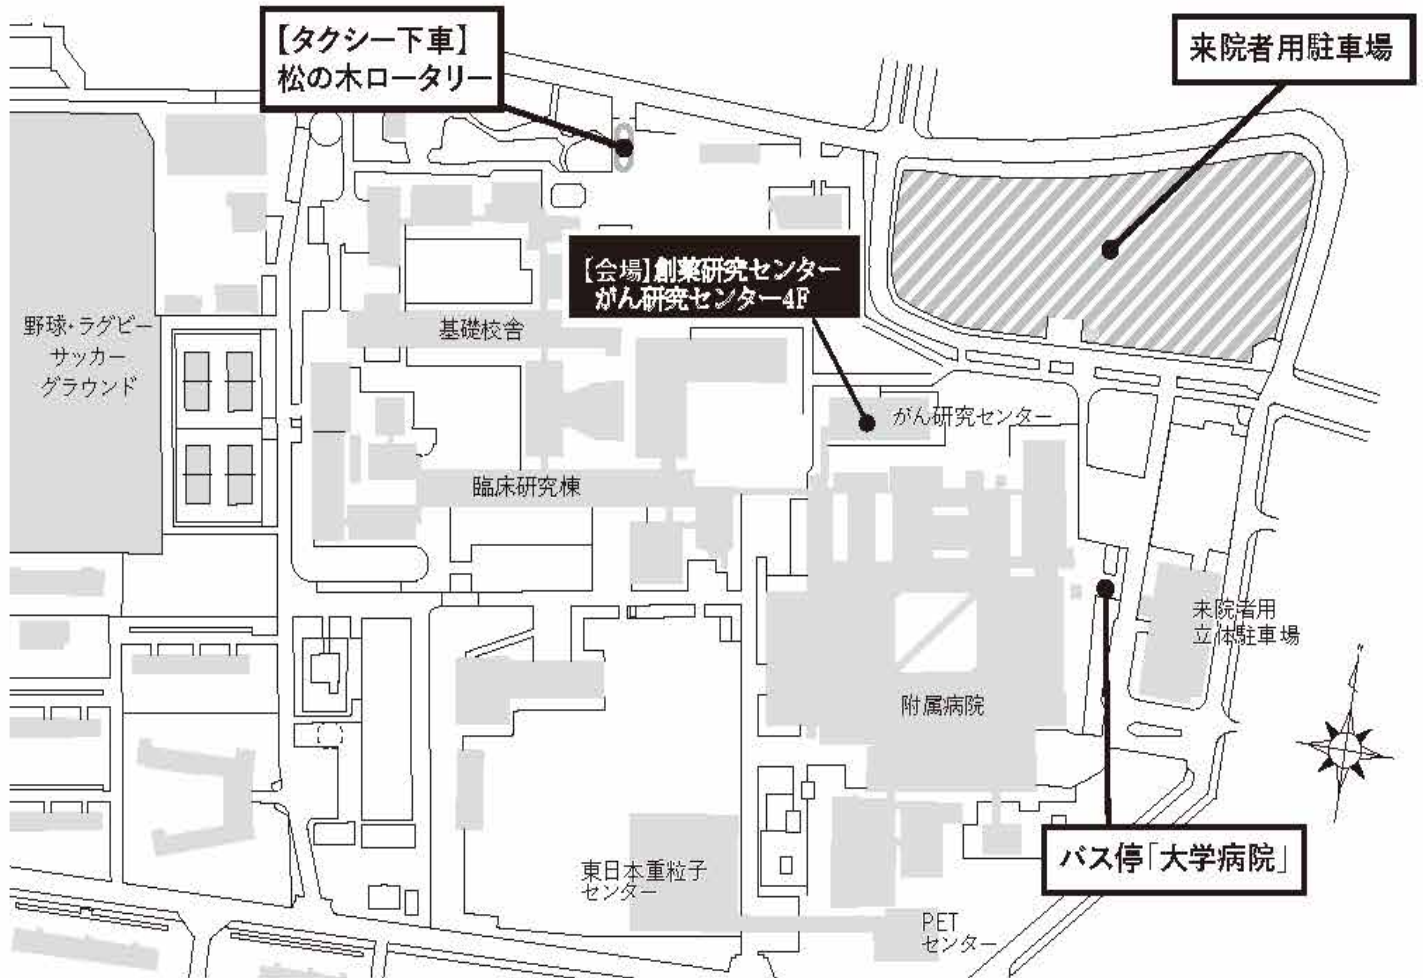 【タクシー下車】
松の木ロータリー
来院者用駐車場
【会場】創薬研究センター
がん研究センター4F
野球・ラグビー
サッカー
グラウンド
基礎校舎
がん研究センター
臨床研究棟
来院者用
立体駐車場
附属病院
バス停「大学病院」
東日本重粒子
センター
PET
センター